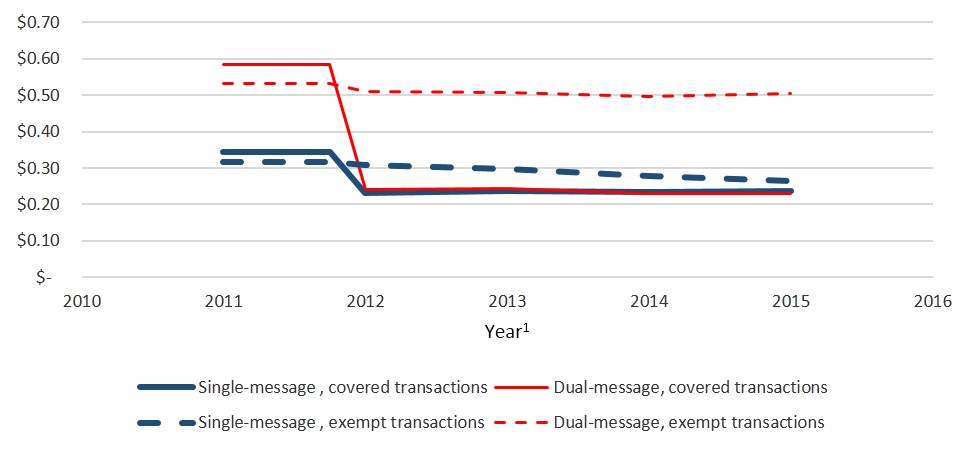 $0.70
$0.60
$0.50
$0.40
$0.30
$0.20
$0.10
$-
2010 2011 2012 2013 2014 2015 2016
Year¹
Single-message , covered transactions Dual-message, covered transactions
Single-message , exempt transactions Dual-message, exempt transactions